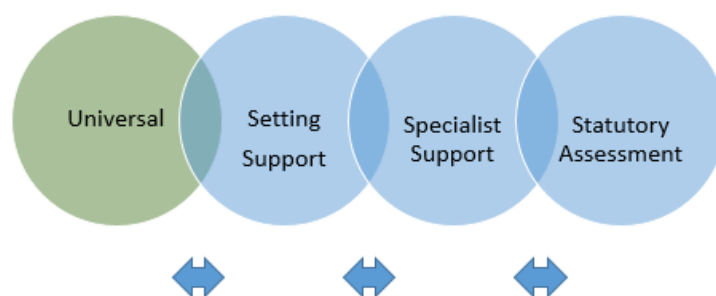 Universal
Setting
Support
Specialist
Support
Statutory
Assessment